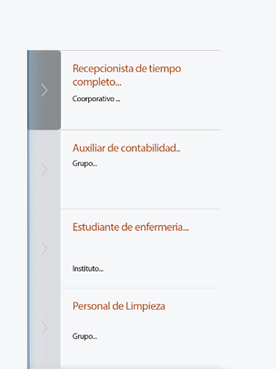 Recepcionista de tiempo
completo...
Coorporativo ...
Auxiliar de contabilidad..
Grupo...
Estudiante de enfermeria...
Instituto...
Personal de Limpieza
Grupo...